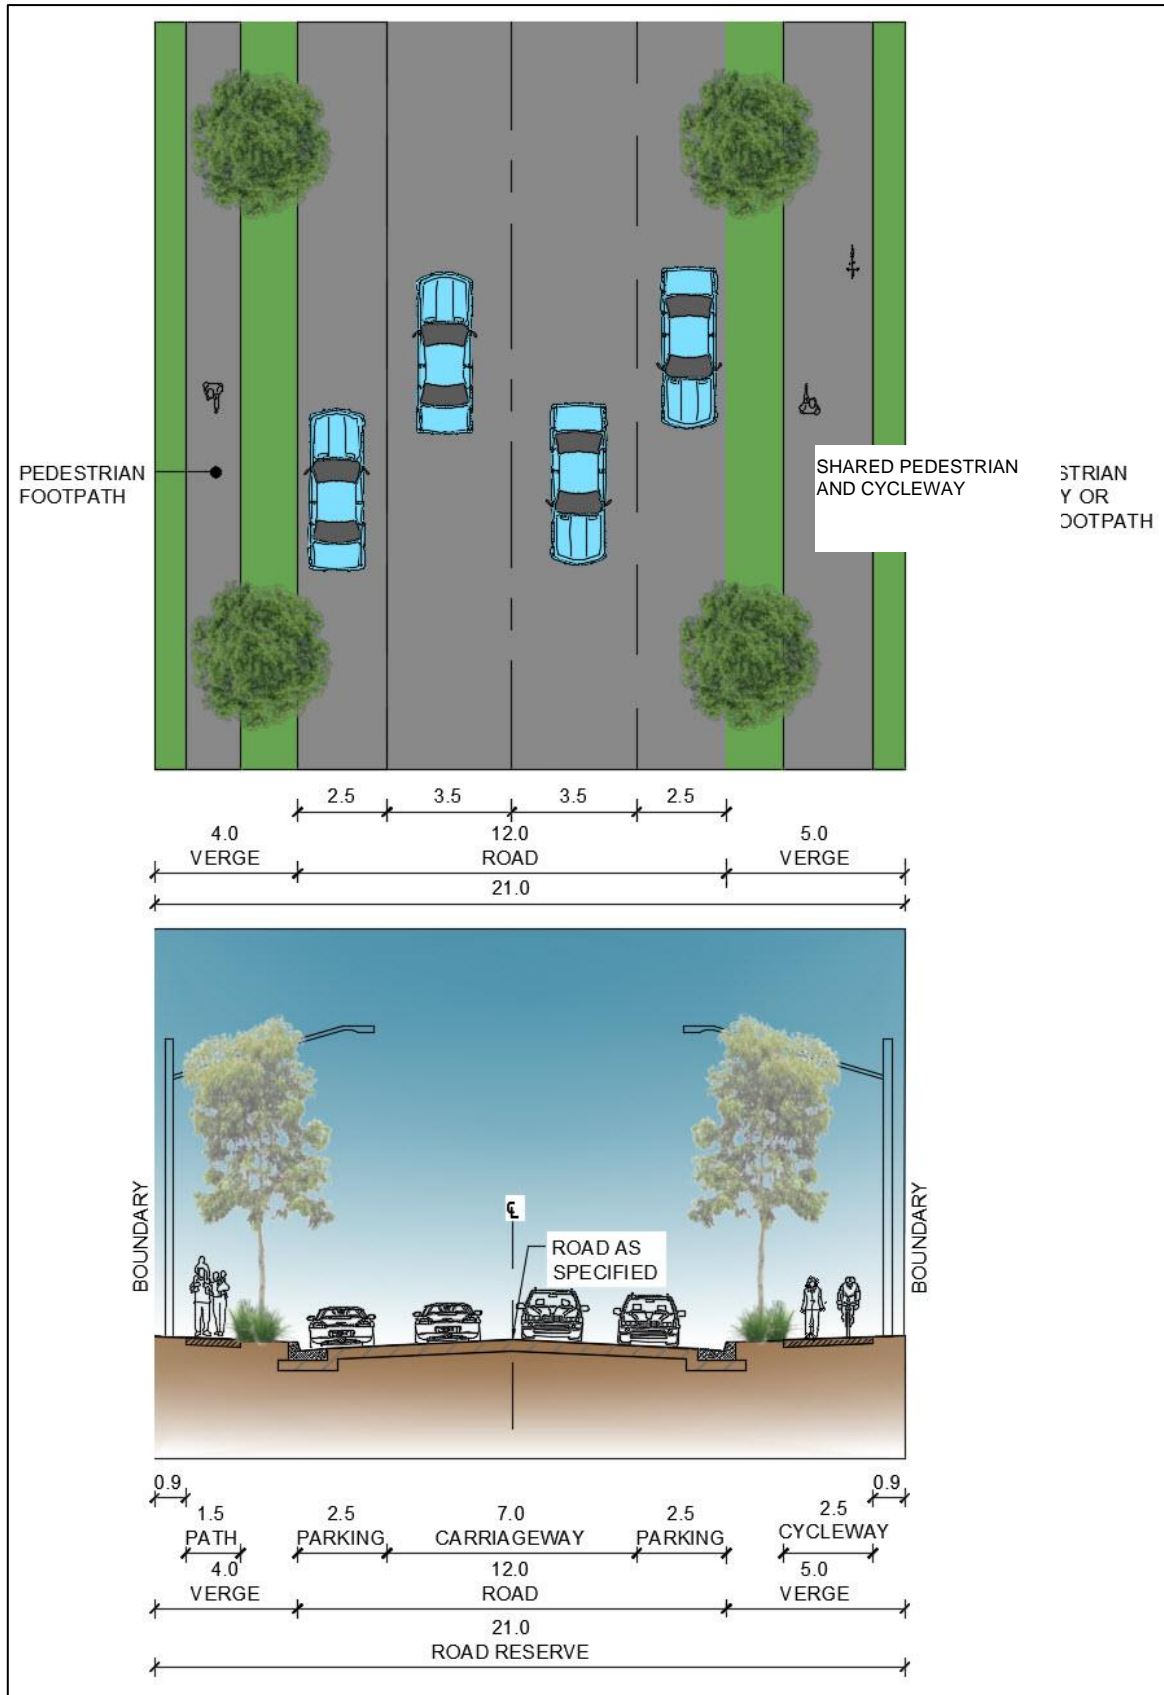 PEDESTRIAN
FOOTPATH
SHARED PEDESTRIAN
AND CYCLEWAY
STRIAN
Y OR
OOTPATH
2.5 3.5 3.5 2.5
4.0 12.0 5.0
VERGE ROAD VERGE
21.0
BOUNDARY
BOUNDARY
℄
ROAD AS
SPECIFIED
0.9 0.9
1.5 2.5 7.0 2.5 2.5
PATH PARKING CARRIAGEWAY PARKING CYCLEWAY
4.0 12.0 5.0
VERGE ROAD VERGE
21.0
ROAD RESERVE